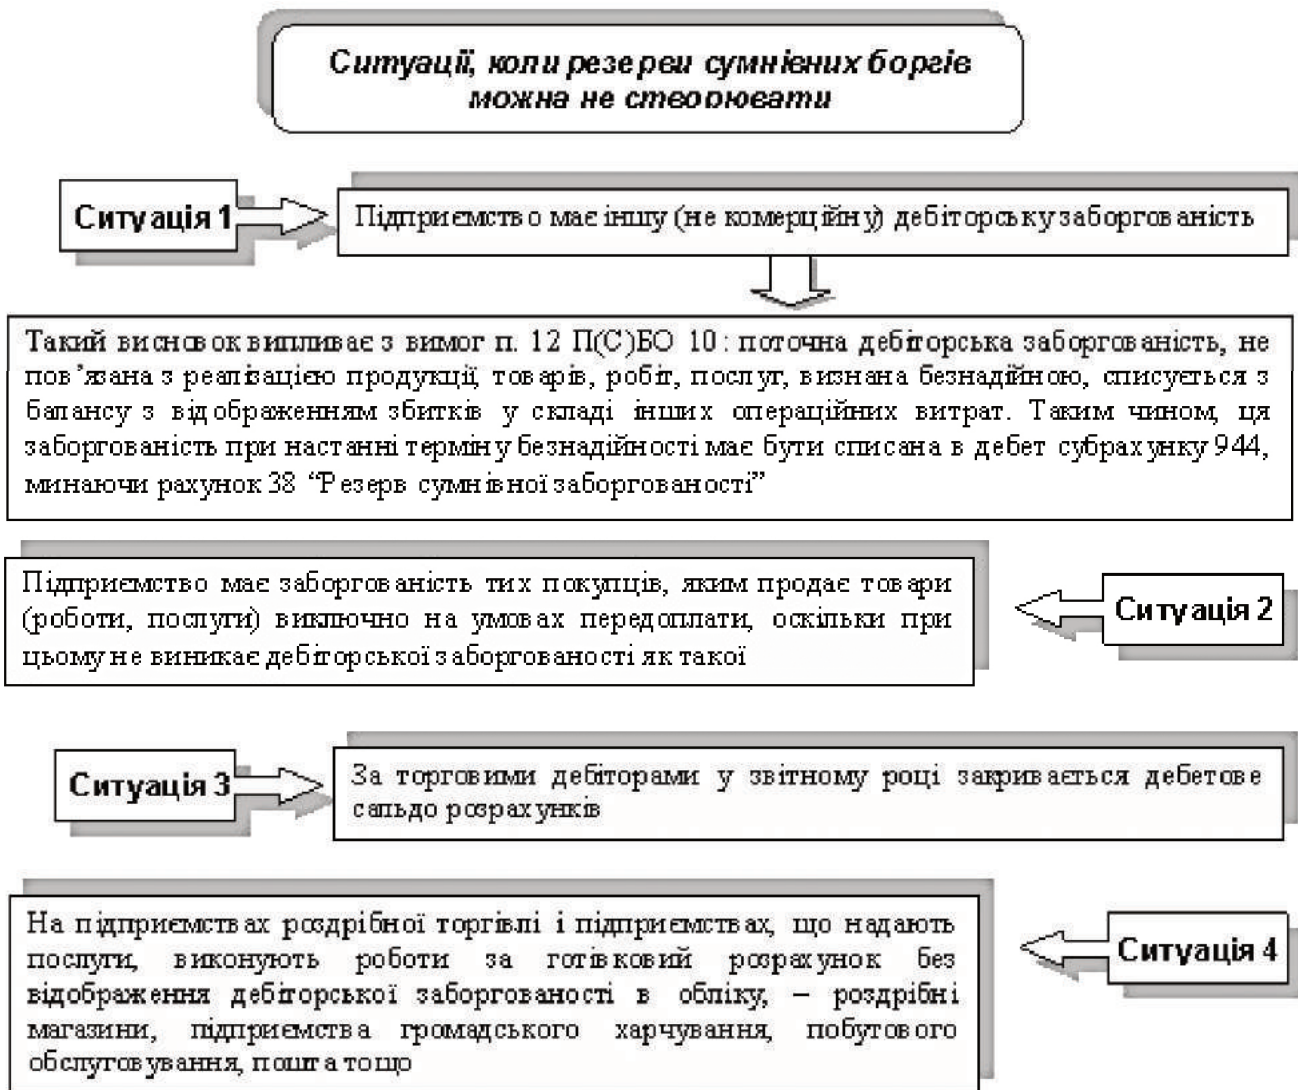 Ситуації, коли резерви сумнівних боргів
можна не створювати
Ситуація 1
Підприємство має іншу (не комерційну) дебіторську заборгованість
Такий висновок випливає з вимог п. 12 П(С)БО 10: поточна дебіторська заборгованість, не
пов’язана з реалізацією продукції, товарів, робіт, послуг, визнана безнадійною, списується з
балансу з відображенням збитків у складі інших операційних витрат. Таким чином, ця
заборгованість при настанні терміну безнадійності має бути списана в дебет субрахунку 944,
минаючи рахунок 38 “Резерв сумнівної заборгованості”
Підприємство має заборгованість тих покупців, яким продає товари
(роботи, послуги) виключно на умовах передоплати, оскільки при
цьому не виникає дебіторської заборгованості як такої
Ситуація 2
Ситуація 3
За торговими дебіторами у звітному році закривається дебетове
сальдо розрахунків
На підприємствах роздрібної торгівлі і підприємствах, що надають
послуги, виконують роботи за готівковий розрахунок без
відображення дебіторської заборгованості в обліку, – роздрібні
магазини, підприємства громадського харчування, побутового
обслуговування, пошта тощо
Ситуація 4